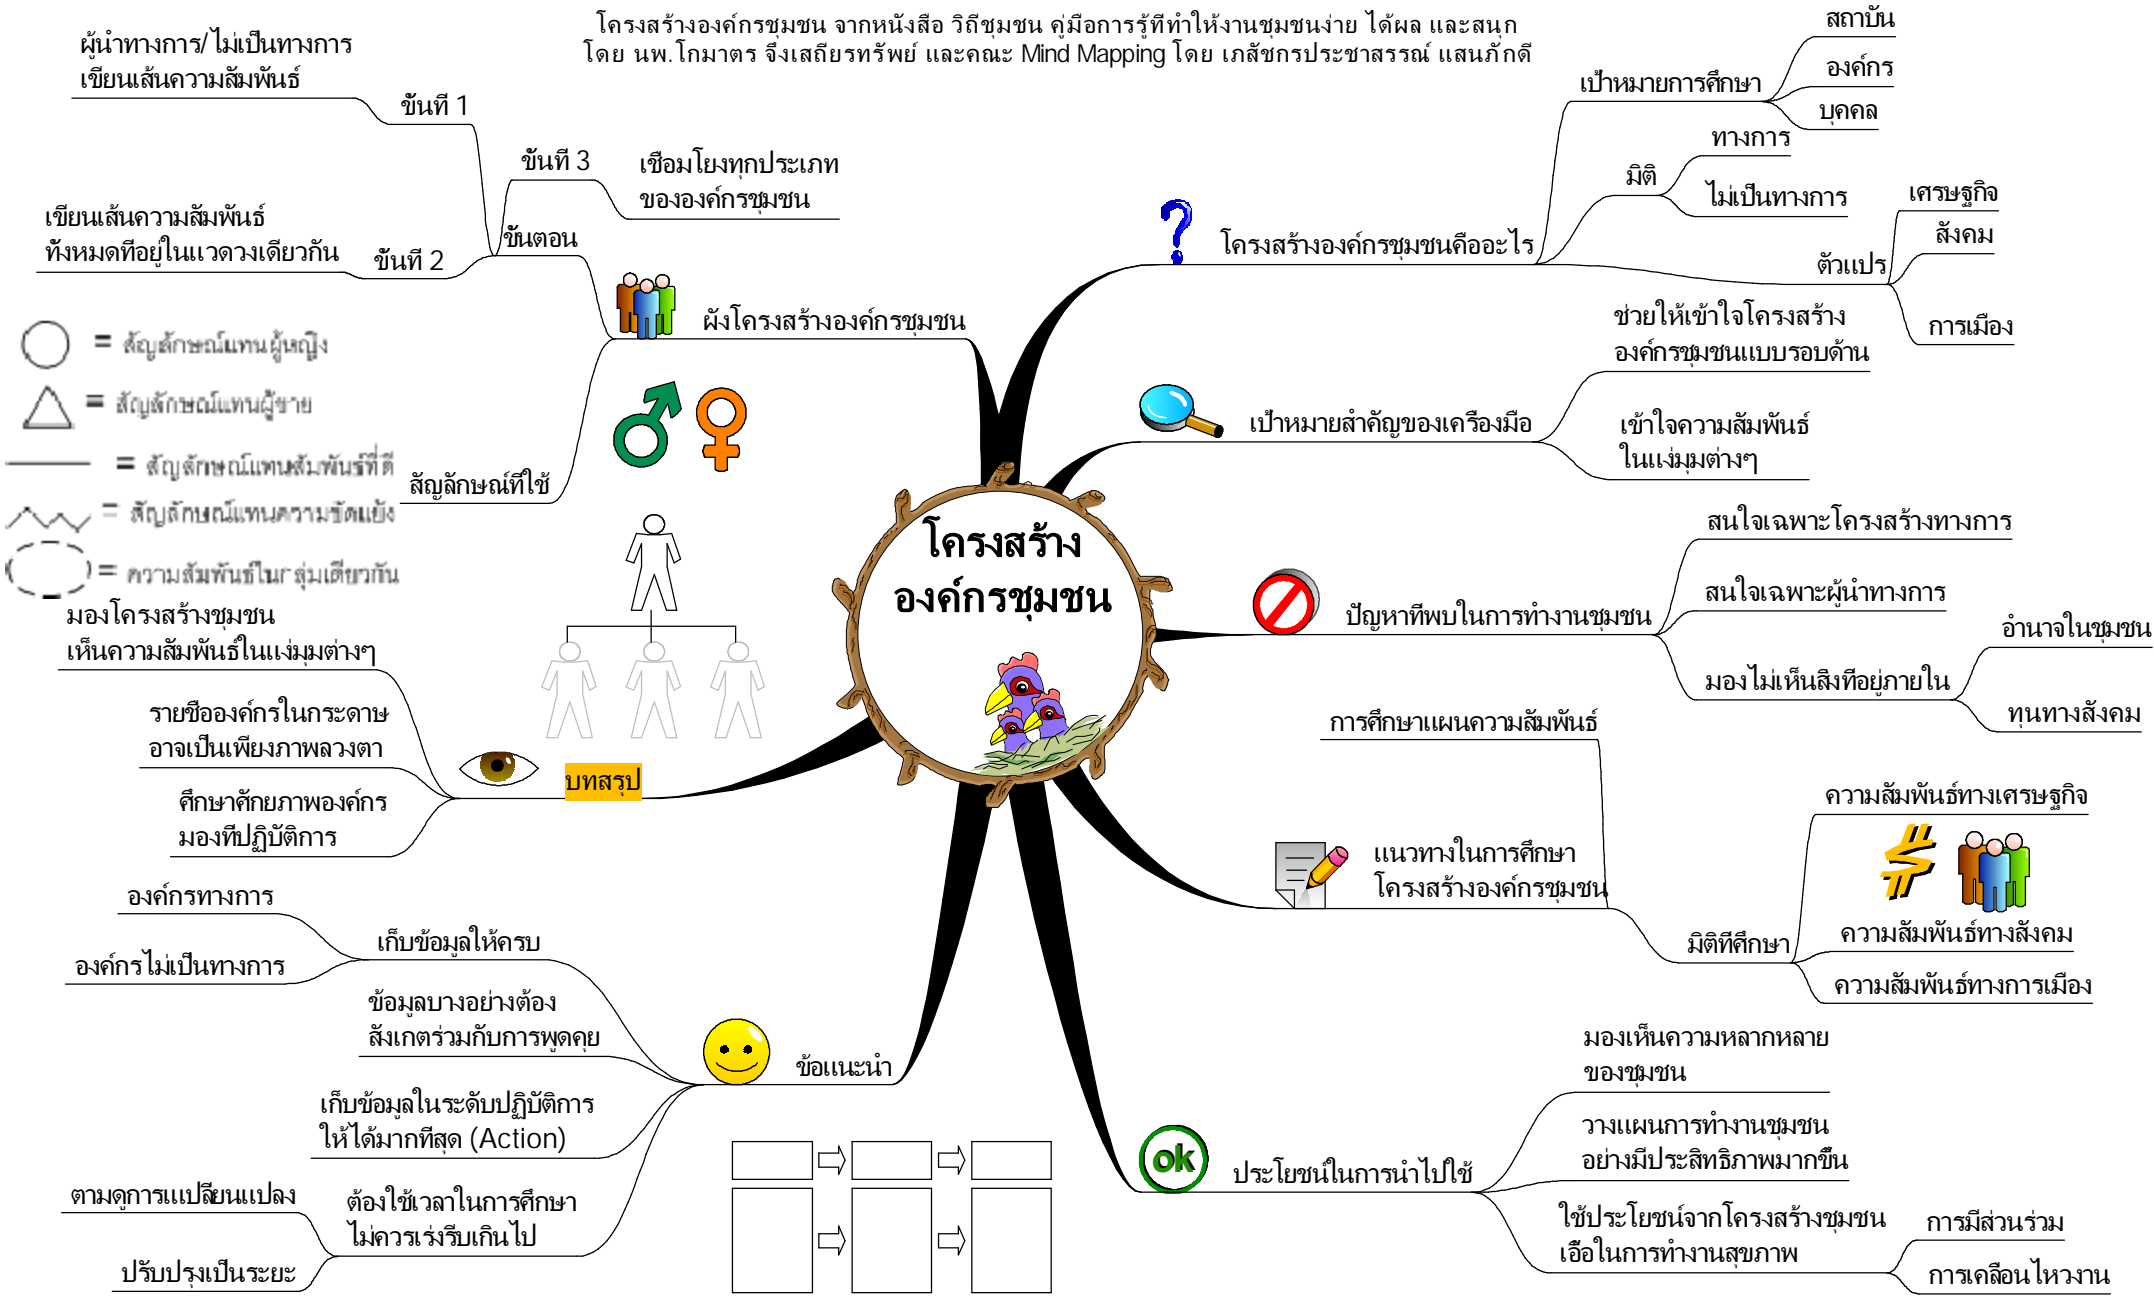 โครงสร้างองค์กรชุมชน จากหนังสือ วิถีชุมชน คู่มือการรู้ที่ทำให้งานชุมชนง่าย ได้ผล และสนุก
โดย นพ.โกมาตร จึงเสถียรทรัพย์ และคณะ Mind Mapping โดย เภสัชกรประชาสรรณ์ แสนภักดี
โครงสร้าง
องค์กรชุมชน
โครงสร้างองค์กรชุมชนคืออะไร
เป้าหมายการศึกษา
สถาบัน
องค์กร
บุคคล
มิติ
ทางการ
ไม่เป็นทางการ
ตัวแปร
เศรษฐกิจ
สังคม
การเมือง
เป้าหมายสำคัญของเครื่องมือ
ช่วยให้เข้าใจโครงสร้าง
องค์กรชุมชนแบบรอบด้าน
เข้าใจความสัมพันธ์
ในแง่มุมต่างๆ
ปัญหาที่พบในการทำงานชุมชน
สนใจเฉพาะโครงสร้างทางการ
สนใจเฉพาะผู้นำทางการ
มองไม่เห็นสิ่งที่อยู่ภายใน
อำนาจในชุมชน
ทุนทางสังคม
แนวทางในการศึกษา
โครงสร้างองค์กรชุมชน
การศึกษาแผนความสัมพันธ์
มิติที่ศึกษา
ความสัมพันธ์ทางเศรษฐกิจ
ความสัมพันธ์ทางสังคม
ความสัมพันธ์ทางการเมือง
ok
ประโยชน์ในการนำไปใช้
มองเห็นความหลากหลาย
ของชุมชน
วางแผนการทำงานชุมชน
อย่างมีประสิทธิภาพมากขึ้น
ใช้ประโยชน์จากโครงสร้างชุมชน
เอื้อในการทำงานสุขภาพ
การมีส่วนร่วม
การเคลื่อนไหวงาน
ข้อแนะนำ
เก็บข้อมูลให้ครบ
องค์กรทางการ
องค์กรไม่เป็นทางการ
ข้อมูลบางอย่างต้อง
สังเกตร่วมกับการพูดคุย
เก็บข้อมูลในระดับปฏิบัติการ
ให้ได้มากที่สุด (Action)
ต้องใช้เวลาในการศึกษา
ไม่ควรเร่งรีบเกินไป
ตามดูการแเปลี่ยนแปลง
ปรับปรุงเป็นระยะ
บทสรุป
มองโครงสร้างชุมชน
เห็นความสัมพันธ์ในแง่มุมต่างๆ
รายชื่อองค์กรในกระดาษ
อาจเป็นเพียงภาพลวงตา
ศึกษาศักยภาพองค์กร
มองที่ปฏิบัติการ
ผังโครงสร้างองค์กรชุมชน
ขั้นตอน
ขั้นที่ 1
ผู้นำทางการ/ไม่เป็นทางการ
เขียนเส้นความสัมพันธ์
ขั้นที่ 2
เขียนเส้นความสัมพันธ์
ทั้งหมดที่อยู่ในแวดวงเดียวกัน
ขั้นที่ 3
เชื่อมโยงทุกประเภท
ขององค์กรชุมชน
สัญลักษณ์ที่ใช้
= สัญลักษณ์แทนผู้หญิง
= สัญลักษณ์แทนผู้ชาย
= สัญลักษณ์แทนสัมพันธ์ที่ดี
= สัญลักษณ์แทนความขัดแย้ง
= ความสัมพันธ์ในกลุ่มเดียวกัน